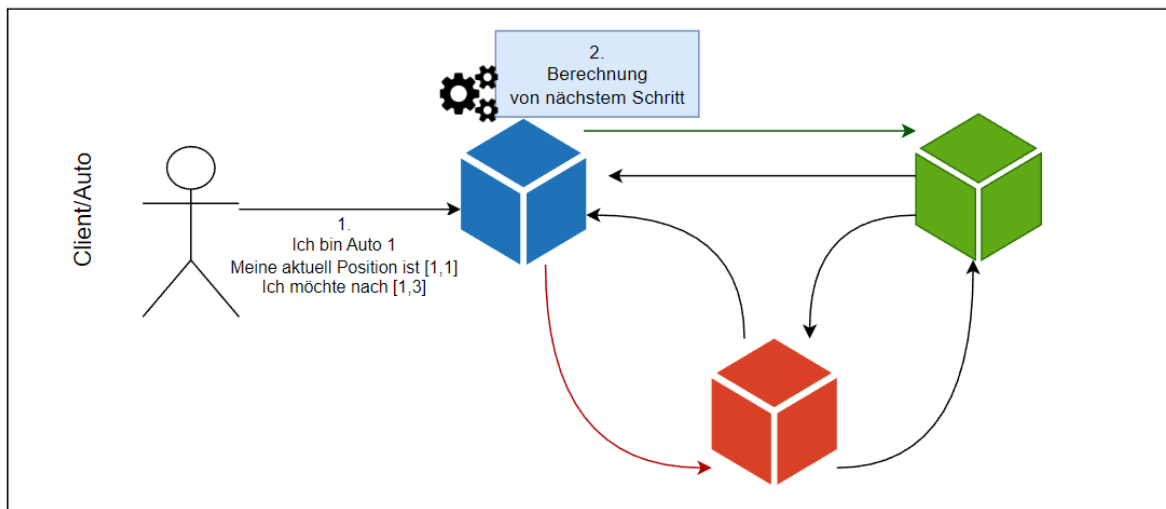 2.
Berechnung
von nächstem Schritt
Client/Auto
1.
Ich bin Auto 1
Meine aktuell Position ist [1,1]
Ich möchte nach [1,3]